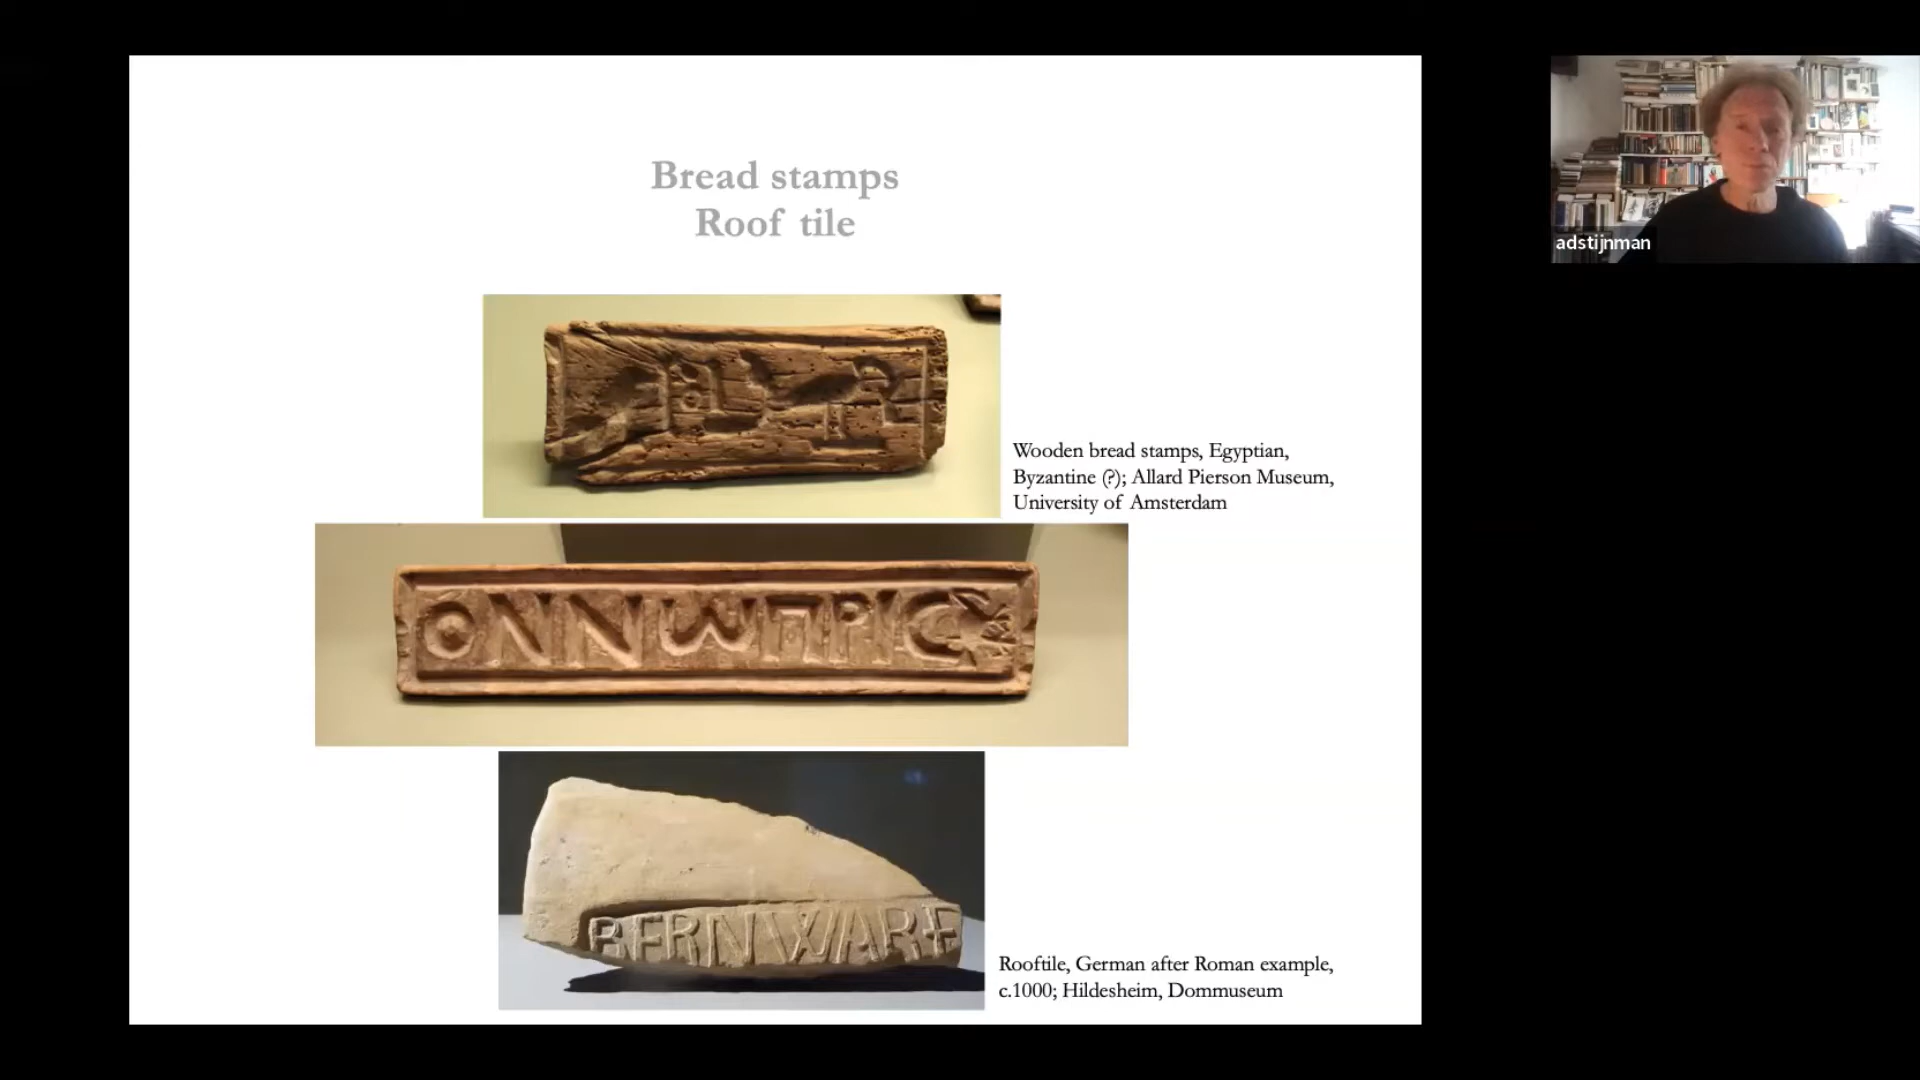 Bread stamps
Roof tile
adstijnman
Wooden bread stamps, Egyptian,
Byzantine (?); Allard Pierson Museum,
University of Amsterdam
BERNWARE
Rooftile, German after Roman example,
c.1000; Hildesheim, Dommuseum